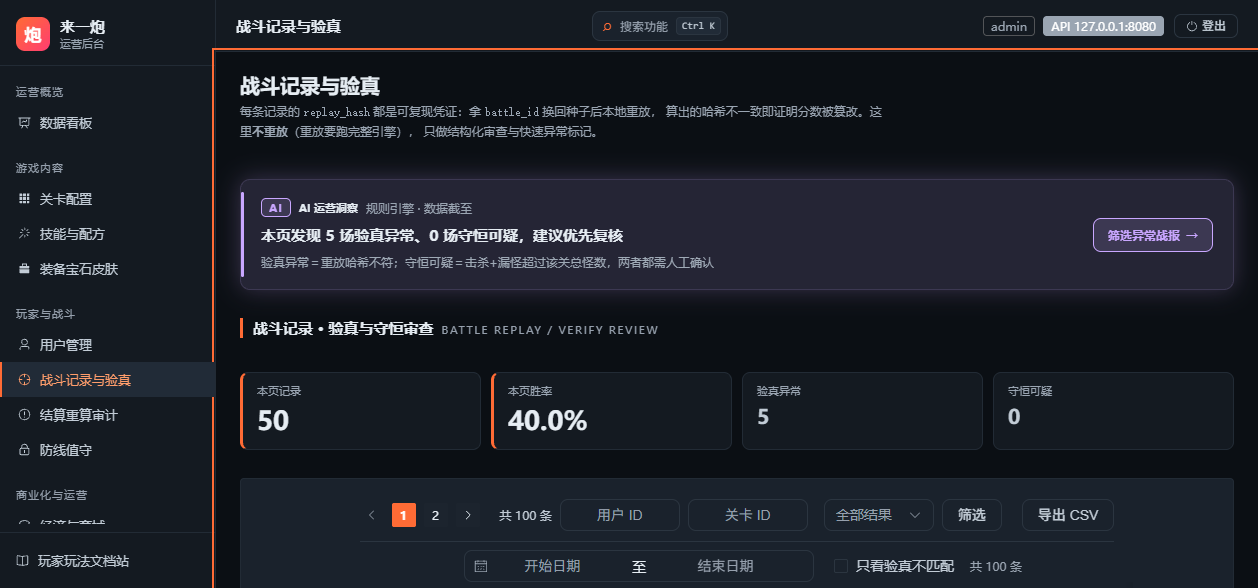 炮
来一炮
运营后台
战斗记录与验真
搜索功能 Ctrl K
admin
API 127.0.0.1:8080
登出
运营概览
数据看板
游戏内容
关卡配置
技能与配方
装备宝石皮肤
玩家与战斗
用户管理
战斗记录与验真
结算重算审计
防线值守
商业化与运营
玩家玩法文档站
战斗记录与验真
每条记录的 replay_hash 都是可复现凭证：拿 battle_id 换回种子后本地重放， 算出的哈希不一致即证明分数被篡改。这
里不重放（重放要跑完整引擎）， 只做结构化审查与快速异常标记。
AI AI 运营洞察 规则引擎 · 数据截至
本页发现 5 场验真异常、0 场守恒可疑，建议优先复核
验真异常＝重放哈希不符；守恒可疑＝击杀+漏怪超过该关总怪数，两者都需人工确认
筛选异常战报 →
战斗记录 • 验真与守恒审查 BATTLE REPLAY / VERIFY REVIEW
本页记录
50
本页胜率
40.0%
验真异常
5
守恒可疑
0
1 2 共 100 条 用户 ID 关卡 ID 全部结果 筛选 导出 CSV
开始日期 至 结束日期 只看验真不匹配 共 100 条